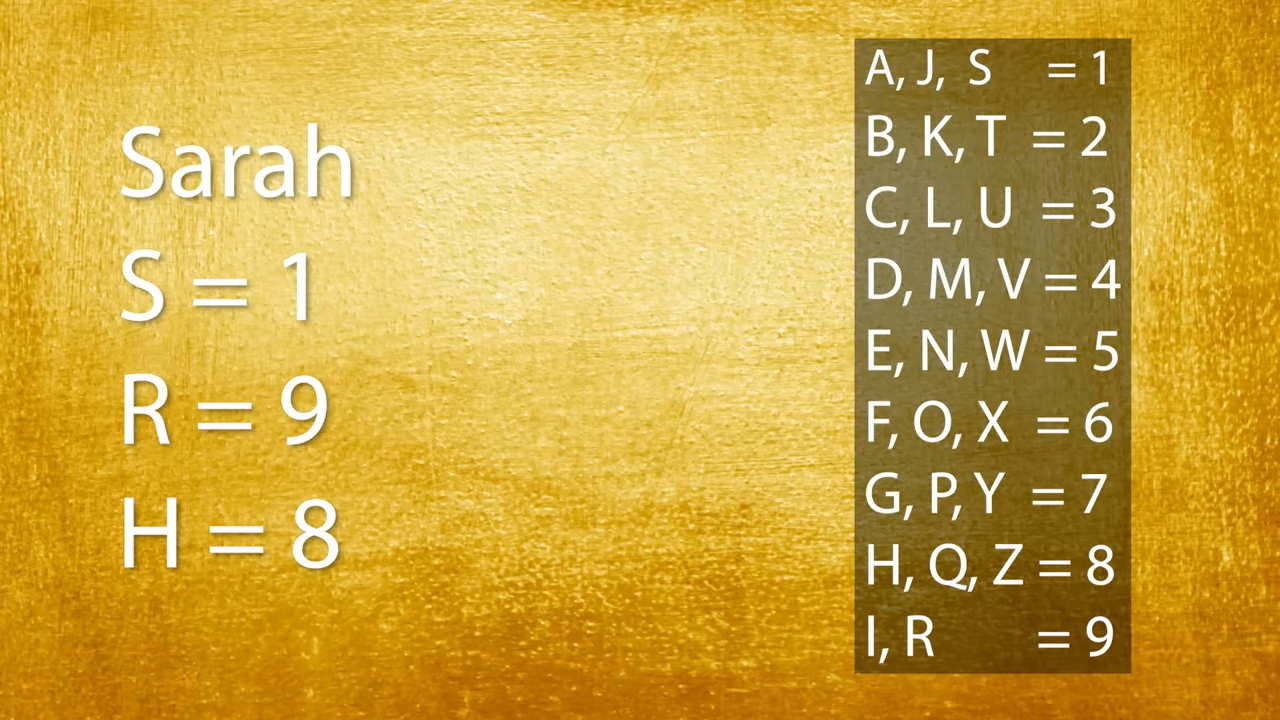 Sarah
S = 1
R = 9
H = 8
A, J, S = 1
B, K, T = 2
C, L, U = 3
D, M, V = 4
E, N, W = 5
F, O, X = 6
G, P, Y = 7
H, Q, Z = 8
I, R = 9